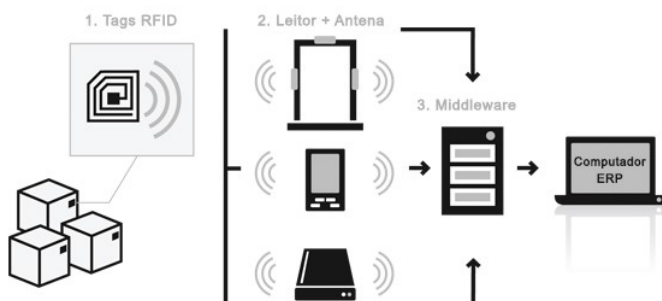 1. Tags RFID
2. Leitor + Antena
3. Middleware
Computador
ERP